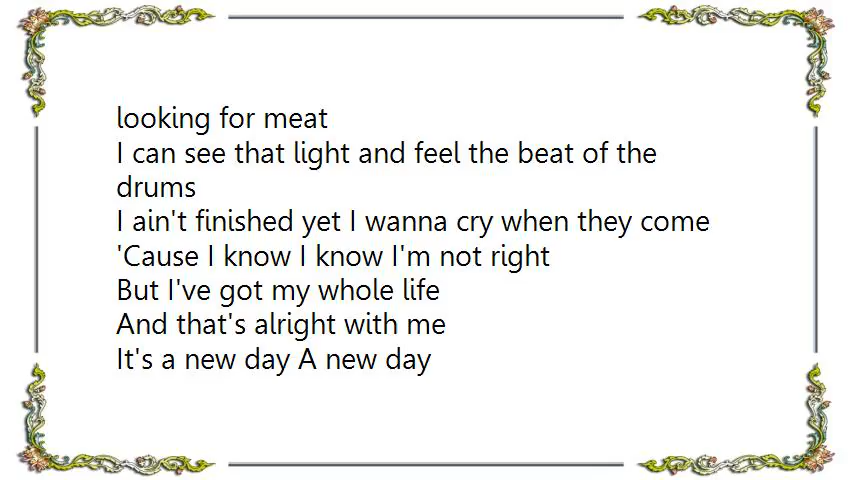 looking for meat
I can see that light and feel the beat of the
drums
I ain't finished yet I wanna cry when they come
'Cause I know I know I'm not right
But I've got my whole life
And that's alright with me
It's a new day A new day